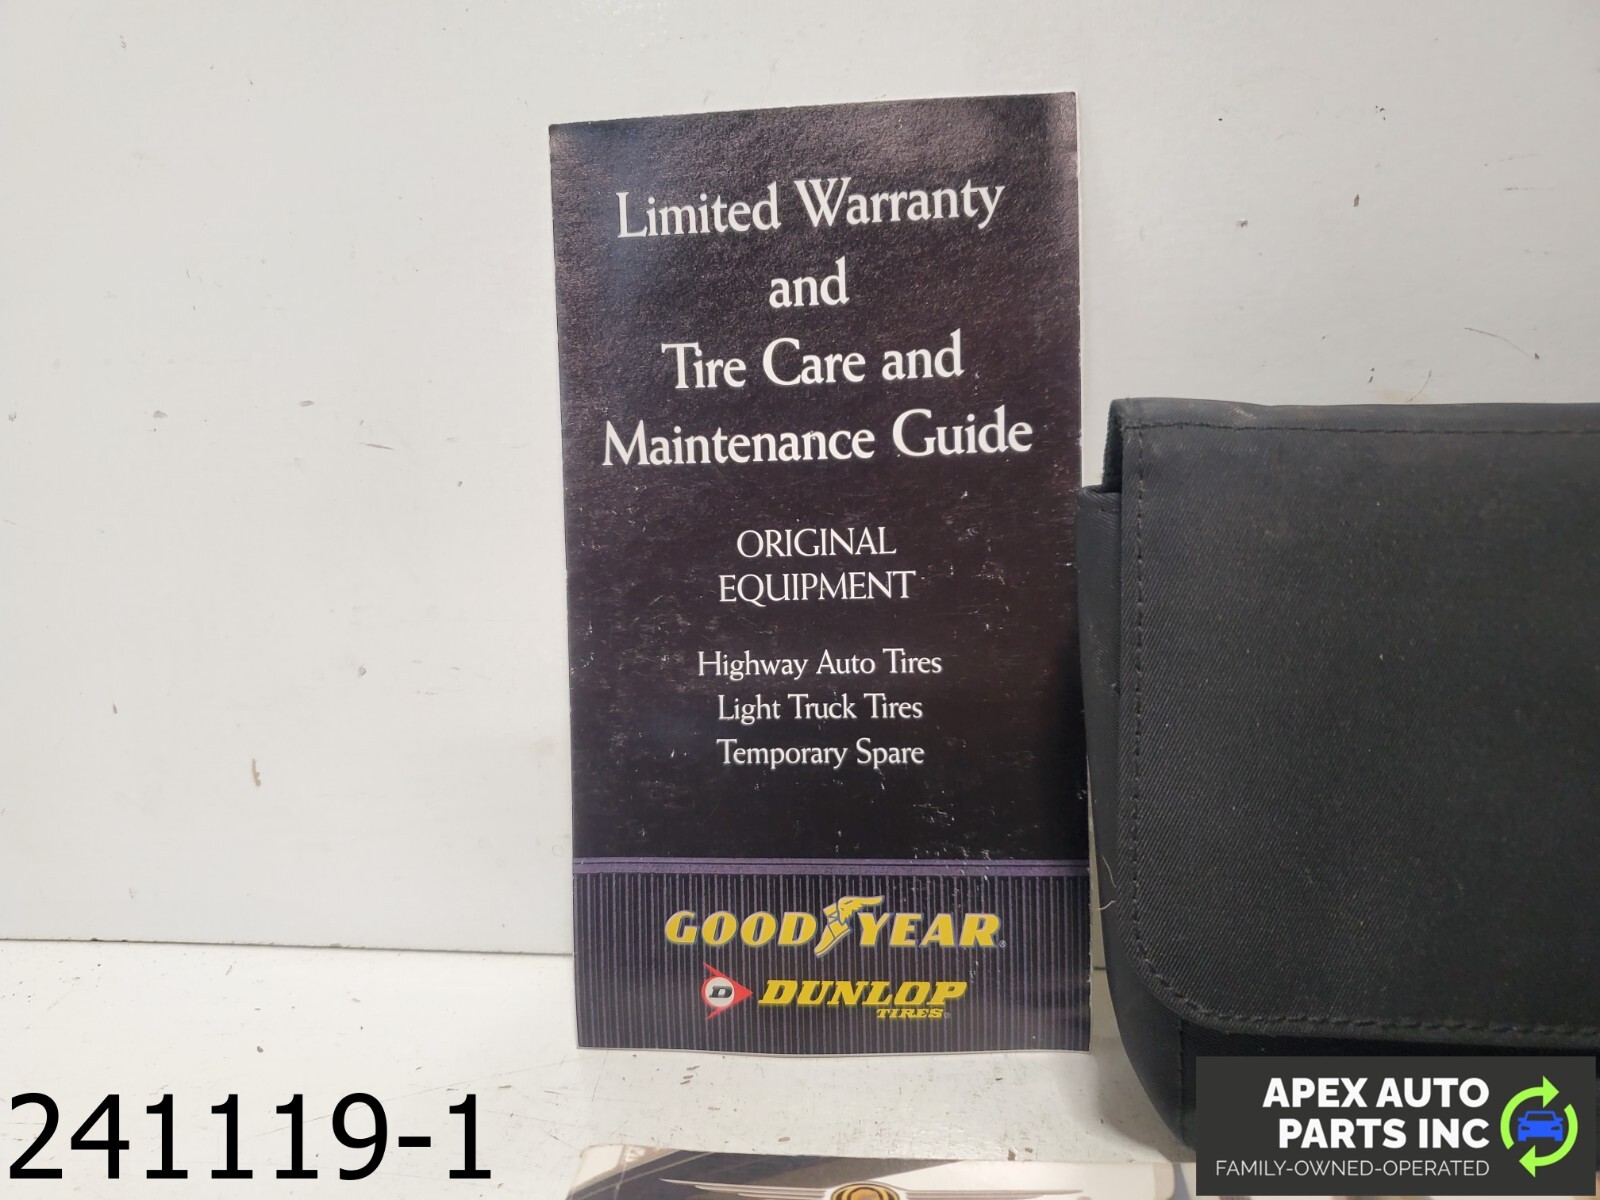 Limited Warranty
and
Tire Care and
Maintenance Guide
ORIGINAL
EQUIPMENT
Highway Auto Tires
Light Truck Tires
Temporary Spare
GOODYEAR
D DUNLOP
TIRES
241119-1
APEX AUTO
PARTS INC
FAMILY-OWNED-OPERATED